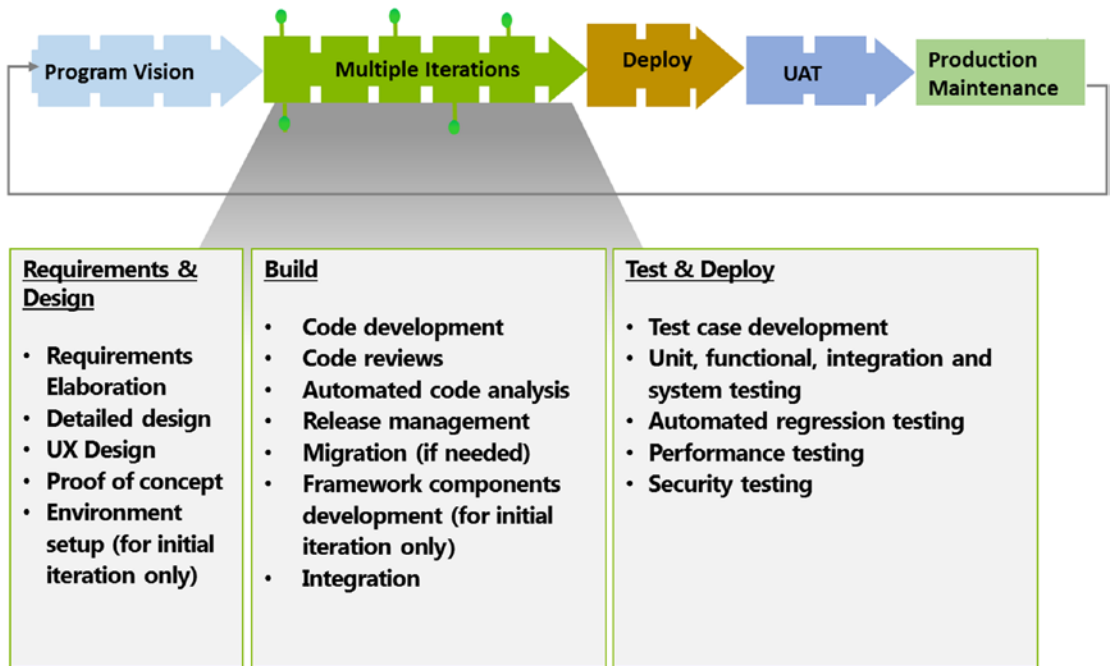 Program Vision
Multiple Iterations
Deploy
UAT
Production
Maintenance
Requirements &
Design
• Requirements
Elaboration
• Detailed design
• UX Design
• Proof of concept
• Environment
setup (for initial
iteration only)
Build
• Code development
• Code reviews
• Automated code analysis
• Release management
• Migration (if needed)
• Framework components
development (for initial
iteration only)
• Integration
Test & Deploy
• Test case development
• Unit, functional, integration and
system testing
• Automated regression testing
• Performance testing
• Security testing